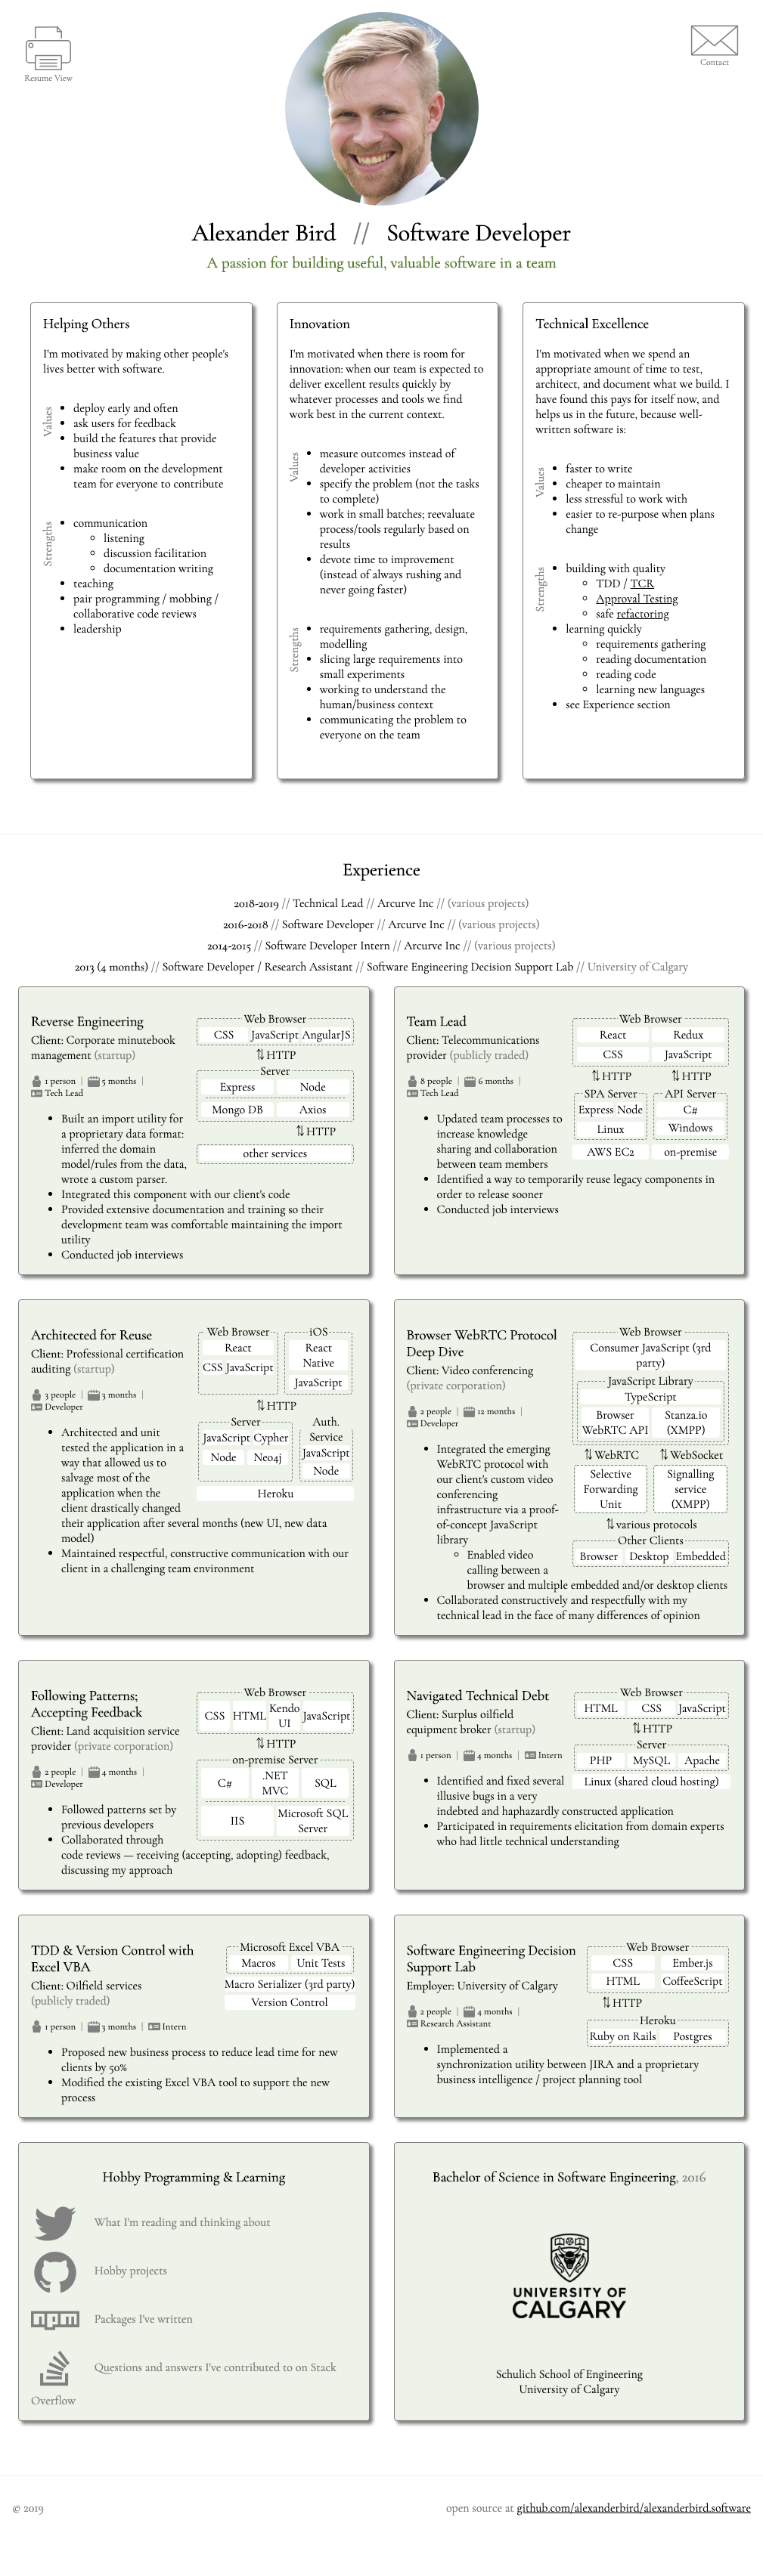 Resume View
Contact
Alexander Bird // Software Developer
A passion for building useful, valuable software in a team
Helping Others
I'm motivated by making other people's
lives better with software.
Values
deploy early and often
ask users for feedback
build the features that provide
business value
make room on the development
team for everyone to contribute
Strengths
communication
listening
discussion facilitation
documentation writing
teaching
pair programming / mobbing /
collaborative code reviews
leadership
Innovation
I'm motivated when there is room for
innovation: when our team is expected to
deliver excellent results quickly by
whatever processes and tools we find
work best in the current context.
Values
measure outcomes instead of
developer activities
specify the problem (not the tasks
to complete)
work in small batches; reevaluate
process/tools regularly based on
results
devote time to improvement
(instead of always rushing and
never going faster)
Strengths
requirements gathering, design,
modelling
slicing large requirements into
small experiments
working to understand the
human/business context
communicating the problem to
everyone on the team
Technical Excellence
I'm motivated when we spend an
appropriate amount of time to test,
architect, and document what we build. I
have found this pays for itself now, and
helps us in the future, because well-
written software is:
Values
faster to write
cheaper to maintain
less stressful to work with
easier to re-purpose when plans
change
Strengths
building with quality
TDD / TCR
Approval Testing
safe refactoring
learning quickly
requirements gathering
reading documentation
reading code
learning new languages
see Experience section
Experience
2018-2019 // Technical Lead // Arcurve Inc // (various projects)
2016-2018 // Software Developer // Arcurve Inc // (various projects)
2014-2015 // Software Developer Intern // Arcurve Inc // (various projects)
2013 (4 months) // Software Developer / Research Assistant // Software Engineering Decision Support Lab // University of Calgary
Reverse Engineering
Client: Corporate minutebook
management (startup)
1 person | 5 months |
Tech Lead
Web Browser
CSS JavaScript AngularJS
⇅ HTTP
Server
Express Node
Mongo DB Axios
⇅ HTTP
other services
Built an import utility for
a proprietary data format:
inferred the domain
model/rules from the data,
wrote a custom parser.
Integrated this component with our client's code
Provided extensive documentation and training so their
development team was comfortable maintaining the import
utility
Conducted job interviews
Team Lead
Client: Telecommunications
provider (publicly traded)
8 people | 6 months |
Tech Lead
Web Browser
React Redux
CSS JavaScript
⇅ HTTP ⇅ HTTP
SPA Server API Server
Express Node C#
Linux Windows
AWS EC2 on-premise
Updated team processes to
increase knowledge
sharing and collaboration
between team members
Identified a way to temporarily reuse legacy components in
order to release sooner
Conducted job interviews
Architected for Reuse
Client: Professional certification
auditing (startup)
3 people | 3 months |
Developer
Web Browser iOS
React React
Native
CSS JavaScript
JavaScript
⇅ HTTP
Server Auth.
Service
JavaScript Cypher JavaScript
Node Neo4j Node
Heroku
Architected and unit
tested the application in a
way that allowed us to
salvage most of the
application when the
client drastically changed
their application after several months (new UI, new data
model)
Maintained respectful, constructive communication with our
client in a challenging team environment
Browser WebRTC Protocol
Deep Dive
Client: Video conferencing
(private corporation)
2 people | 12 months |
Developer
Web Browser
Consumer JavaScript (3rd
party)
JavaScript Library
TypeScript
Browser Stanza.io
WebRTC API (XMPP)
⇅ WebRTC ⇅ WebSocket
Selective Signalling
Forwarding service
Unit (XMPP)
⇅ various protocols
Other Clients
Browser Desktop Embedded
Integrated the emerging
WebRTC protocol with
our client's custom video
conferencing
infrastructure via a proof-
of-concept JavaScript
library
Enabled video
calling between a
browser and multiple embedded and/or desktop clients
Collaborated constructively and respectfully with my
technical lead in the face of many differences of opinion
Following Patterns;
Accepting Feedback
Client: Land acquisition service
provider (private corporation)
2 people | 4 months |
Developer
Web Browser
CSS HTML Kendo UI JavaScript
⇅ HTTP
on-premise Server
C# .NET MVC SQL
IIS Microsoft SQL
Server
Followed patterns set by
previous developers
Collaborated through
code reviews — receiving (accepting, adopting) feedback,
discussing my approach
Navigated Technical Debt
Client: Surplus oilfield
equipment broker (startup)
1 person | 4 months | Intern
Web Browser
HTML CSS JavaScript
⇅ HTTP
Server
PHP MySQL Apache
Linux (shared cloud hosting)
Identified and fixed several
illusive bugs in a very
indebted and haphazardly constructed application
Participated in requirements elicitation from domain experts
who had little technical understanding
TDD & Version Control with
Excel VBA
Client: Oilfield services
(publicly traded)
1 person | 3 months | Intern
Microsoft Excel VBA
Macros Unit Tests
Macro Serializer (3rd party)
Version Control
Proposed new business process to reduce lead time for new
clients by 50%
Modified the existing Excel VBA tool to support the new
process
Software Engineering Decision
Support Lab
Employer: University of Calgary
2 people | 4 months |
Research Assistant
Web Browser
CSS Ember.js
HTML CoffeeScript
⇅ HTTP
Heroku
Ruby on Rails Postgres
Implemented a
synchronization utility between JIRA and a proprietary
business intelligence / project planning tool
Hobby Programming & Learning
What I'm reading and thinking about
Hobby projects
npm Packages I've written
Questions and answers I've contributed to on Stack
Overflow
Bachelor of Science in Software Engineering, 2016
UNIVERSITY OF
CALGARY
Schulich School of Engineering
University of Calgary
© 2019
open source at github.com/alexanderbird/alexanderbird.software